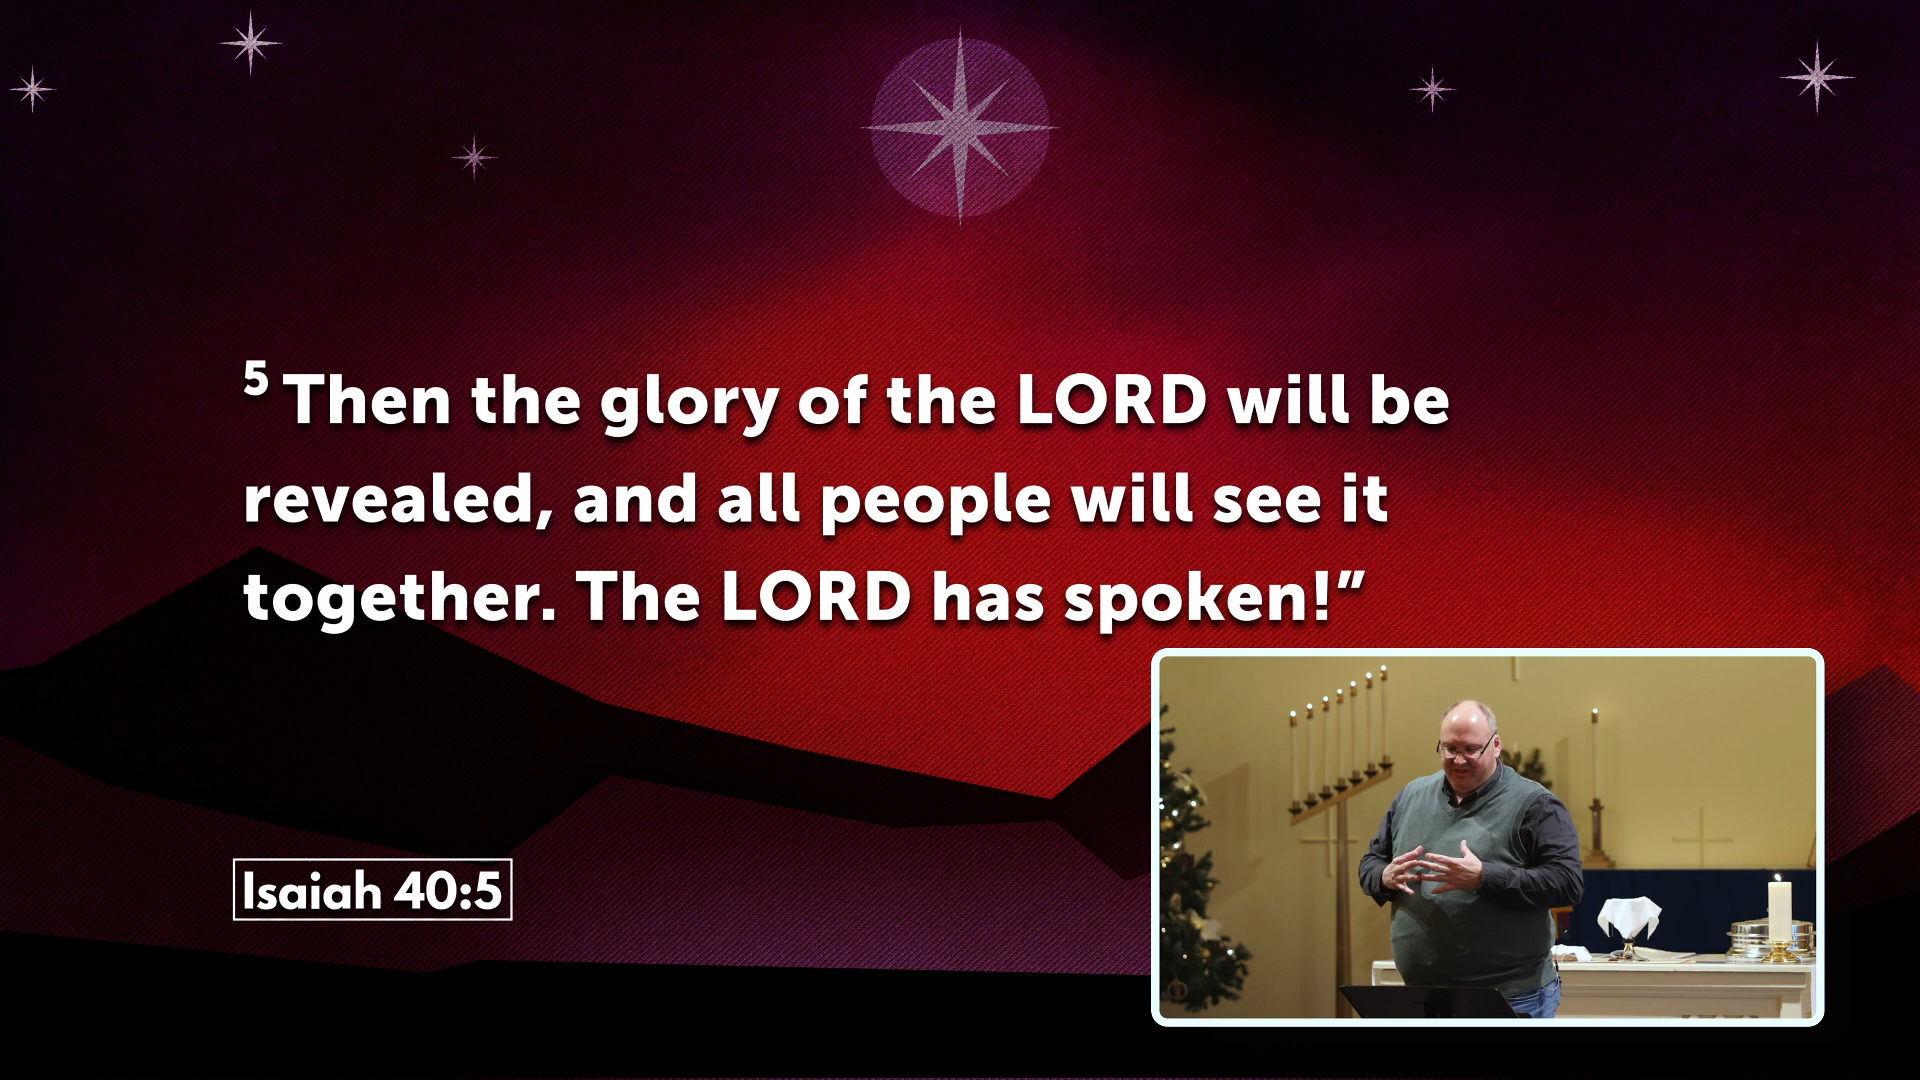 5 Then the glory of the LORD will be
revealed, and all people will see it
together. The LORD has spoken!”
Isaiah 40:5